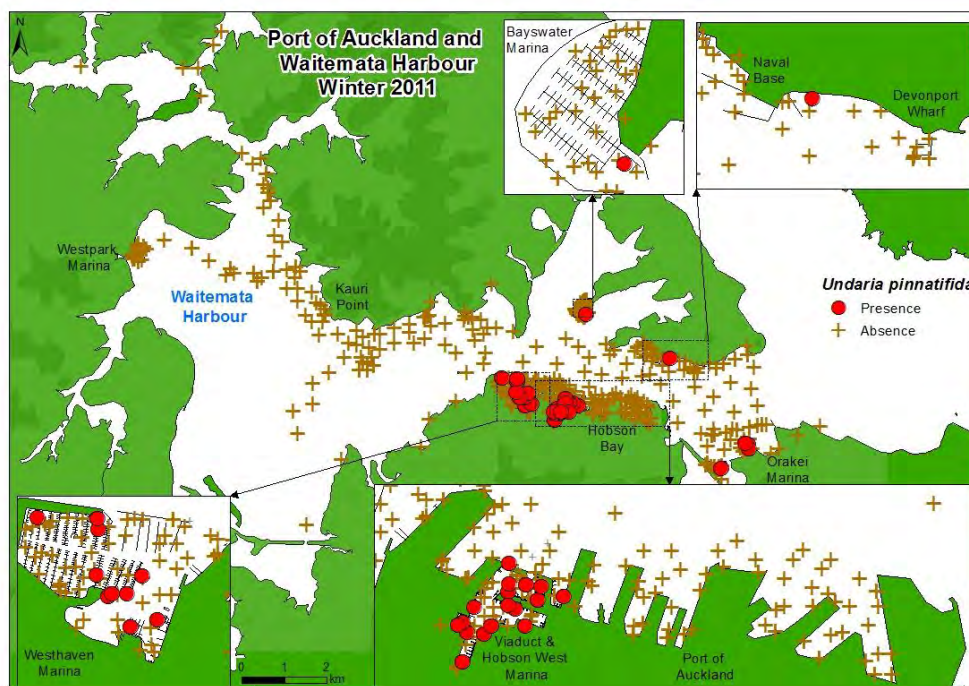 N
Port of Auckland and
Waitemata Harbour
Winter 2011
Bayswater
Marina
Naval
Base
Devonport
Wharf
Westpark
Marina
Waitemata
Harbour
Kauri
Point
Undaria pinnatifida
Presence
Absence
Hobson
Bay
Orakei
Marina
Westhaven
Marina
0 1 2
km
Viaduct &
Hobson West
Marina
Port of
Auckland